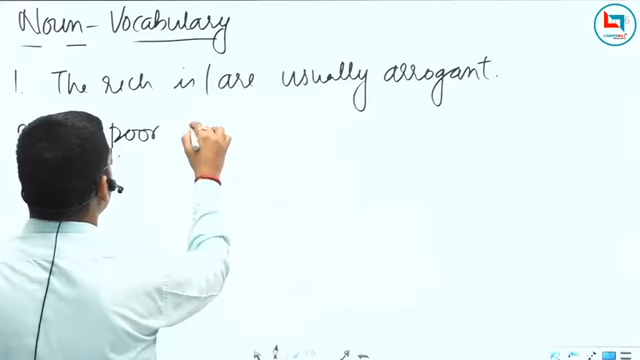 Noun - Vocabulary
1. The rich is / are usually arrogant.
poor